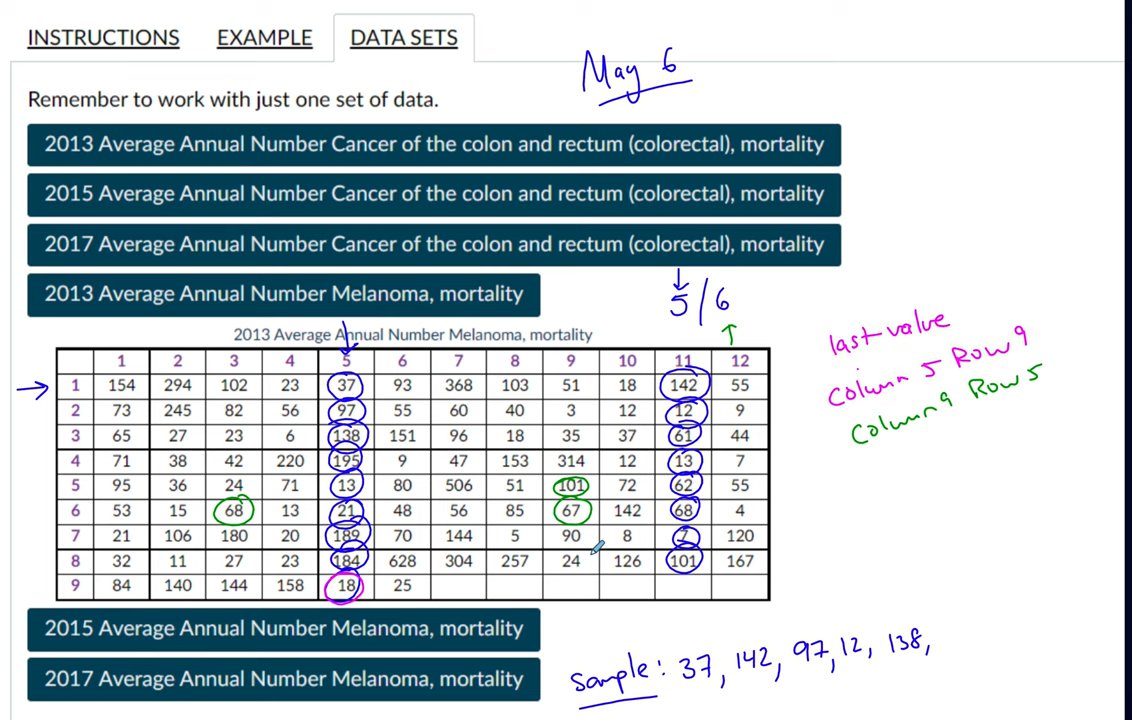 INSTRUCTIONS EXAMPLE DATA SETS
May 6
Remember to work with just one set of data.
2013 Average Annual Number Cancer of the colon and rectum (colorectal), mortality
2015 Average Annual Number Cancer of the colon and rectum (colorectal), mortality
2017 Average Annual Number Cancer of the colon and rectum (colorectal), mortality
2013 Average Annual Number Melanoma, mortality
5/6
2013 Average Annual Number Melanoma, mortality
1 2 3 4 5 6 7 8 9 10 11 12
1 154 294 102 23 37 93 368 103 51 18 142 55
2 73 245 82 56 97 55 60 40 3 12 12 9
3 65 27 23 6 138 151 96 18 35 37 61 44
4 71 38 42 220 195 9 47 153 314 12 13 7
5 95 36 24 71 13 80 506 51 101 72 62 55
6 53 15 68 13 21 48 56 85 67 142 68 4
7 21 106 180 20 189 70 144 5 90 8 7 120
8 32 11 27 23 184 628 304 257 24 126 101 167
9 84 140 144 158 18 25
last value
Column 5 Row 9
Column 9 Row 5
2015 Average Annual Number Melanoma, mortality
2017 Average Annual Number Melanoma, mortality
Sample: 37, 142, 97, 12, 138,